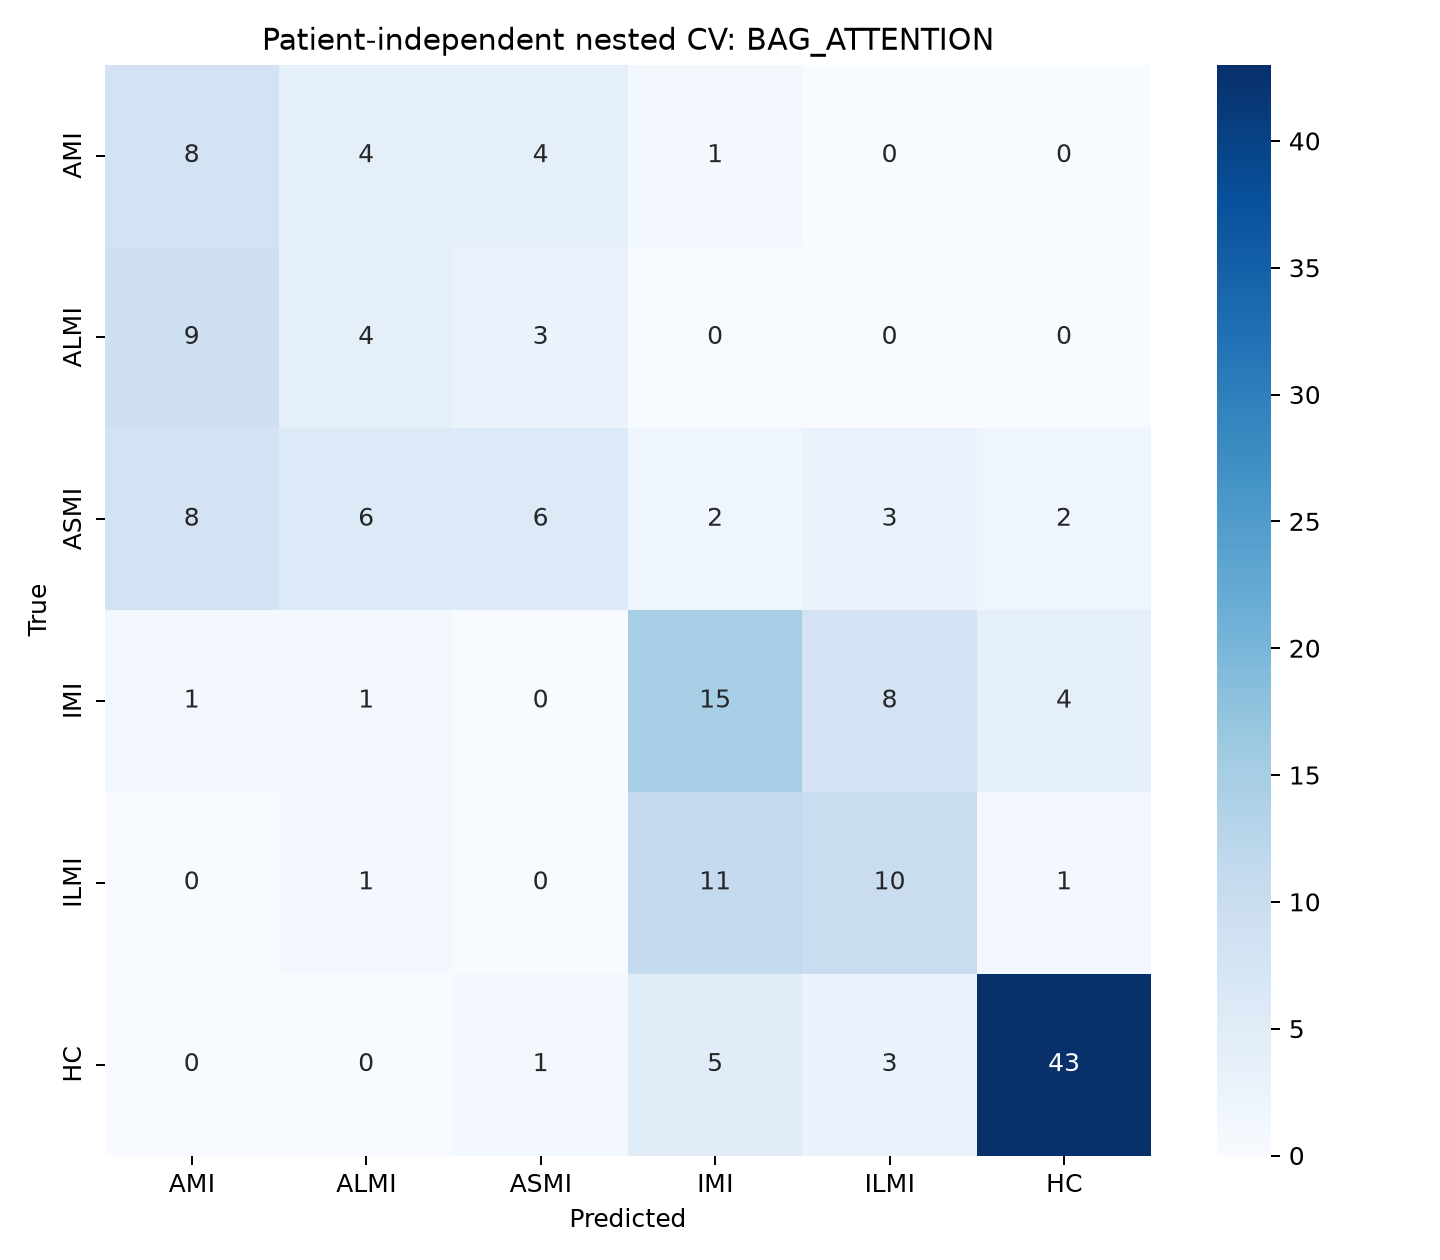 Patient-independent nested CV: BAG_ATTENTION
AMI 8 4 4 1 0 0
ALMI 9 4 3 0 0 0
ASMI 8 6 6 2 3 2
IMI 1 1 0 15 8 4
ILMI 0 1 0 11 10 1
HC 0 0 1 5 3 43
AMI ALMI ASMI IMI ILMI HC
Predicted
True
40
35
30
25
20
15
10
5
0